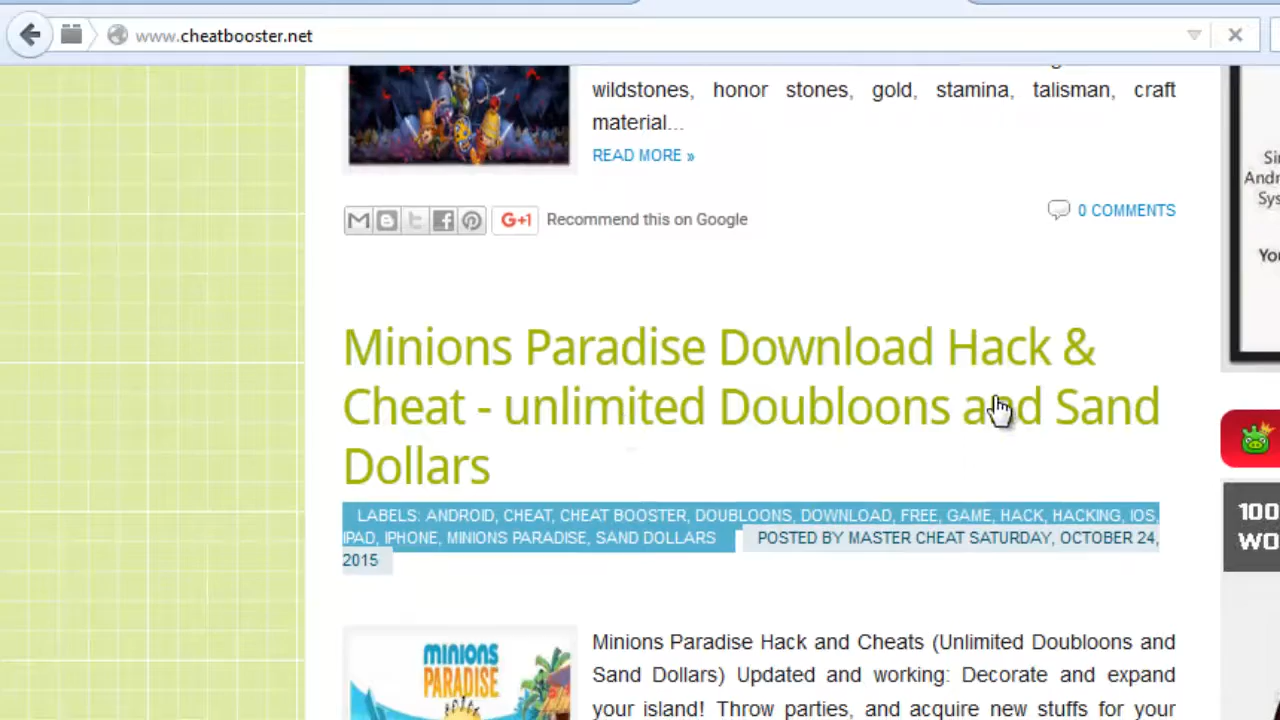 www.cheatbooster.net
wildstones, honor stones, gold, stamina, talisman, craft
material...
READ MORE »
G+1 Recommend this on Google
0 COMMENTS
Minions Paradise Download Hack &
Cheat - unlimited Doubloons and Sand
Dollars
LABELS: ANDROID, CHEAT, CHEAT BOOSTER, DOUBLOONS, DOWNLOAD, FREE, GAME, HACK, HACKING, IOS,
IPAD, IPHONE, MINIONS PARADISE, SAND DOLLARS POSTED BY MASTER CHEAT SATURDAY, OCTOBER 24,
2015
MINIONS
PARADISE
Minions Paradise Hack and Cheats (Unlimited Doubloons and
Sand Dollars) Updated and working: Decorate and expand
your island! Throw parties, and acquire new stuffs for your
100